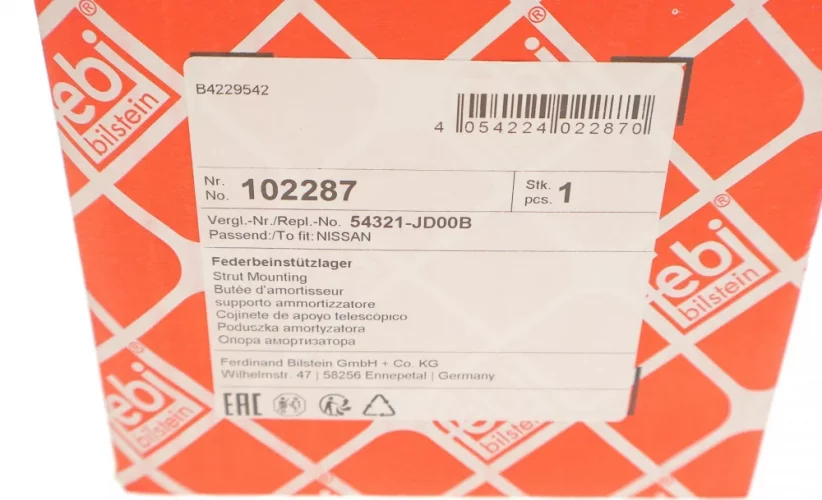 febi
bilstein
B4229542
4 054224 022870
Nr.
No. 102287
Stk.
pcs. 1
Vergl.-Nr./Repl.-No. 54321-JD00B
Passend:/To fit: NISSAN
Federbeinstützlager
Strut Mounting
Butée d'amortisseur
supporto ammortizzatore
Cojinete de apoyo telescópico
Poduszka amortyzatora
Опора амортизатора
Ferdinand Bilstein GmbH + Co. KG
Wilhelmstr. 47 | 58256 Ennepetal | Germany
EAC
febi
bilstein
febi
bilstein
bilstein